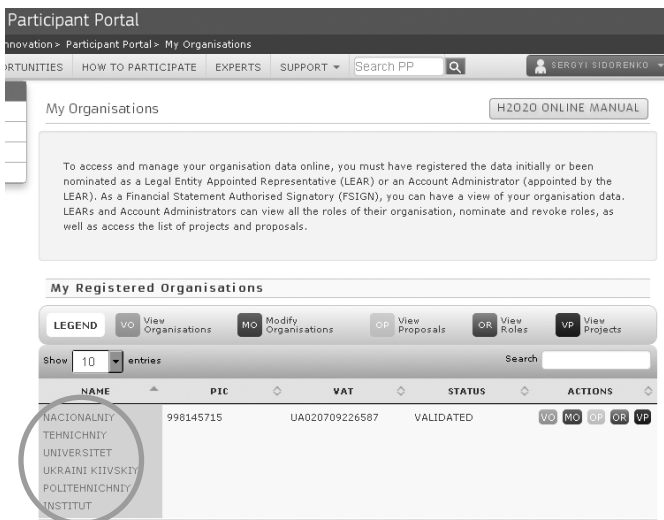 Participant Portal
nnovation > Participant Portal > My Organisations
ORTUNITIES HOW TO PARTICIPATE EXPERTS SUPPORT Search PP SERGYI SIDORENKO
My Organisations H2020 ONLINE MANUAL
To access and manage your organisation data online, you must have registered the data initially or been
nominated as a Legal Entity Appointed Representative (LEAR) or an Account Administrator (appointed by the
LEAR). As a Financial Statement Authorised Signatory (FSIGN), you can have a view of your organisation data.
LEARs and Account Administrators can view all the roles of their organisation, nominate and revoke roles, as
well as access the list of projects and proposals.
My Registered Organisations
LEGEND VO View Organisations MO Modify Organisations OP View Proposals OR View Roles VP View Projects
Show 10 entries Search
NAME PIC VAT STATUS ACTIONS
NACIONALNIY 998145715 UA020709226587 VALIDATED VO MO OP OR VP
TEHNICHNIY
UNIVERSITET
UKRAINI KIIVSKIY
POLITEHNICHNIY
INSTITUT